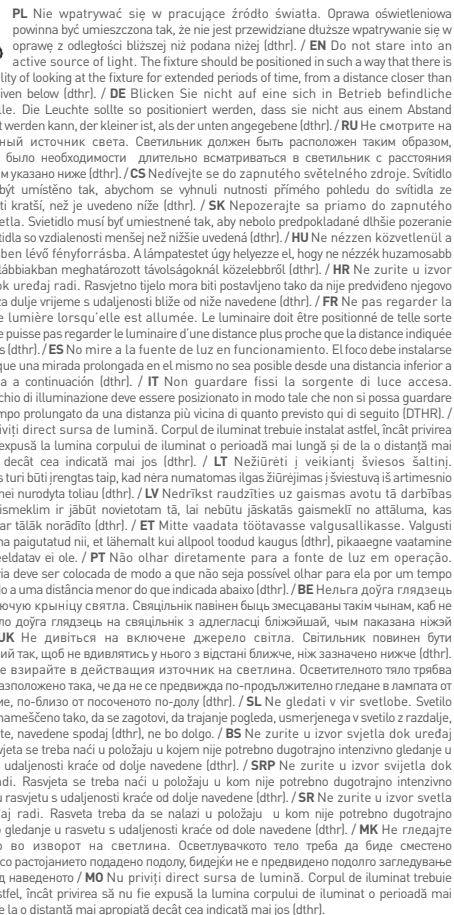 PL Nie wpatrywać się w pracujące źródło światła. Oprawa oświetleniowa
powinna być umieszczona tak, że nie jest przewidziane dłuższe wpatrywanie się w
oprawę z odległości bliższej niż podana niżej (dthr). / EN Do not stare into an
active source of light. The fixture should be positioned in such a way that there is
lity of looking at the fixture for extended periods of time, from a distance closer than
iven below (dthr). / DE Blicken Sie nicht auf eine sich in Betrieb befindliche
lle. Die Leuchte sollte so positioniert werden, dass sie nicht aus einem Abstand
t werden kann, der kleiner ist, als der unten angegebene (dthr). / RU Не смотрите на
ный источник света. Светильник должен быть расположен таким образом,
было необходимости длительно всматриваться в светильник с расстояния
м указано ниже (dthr). / CS Nedívejte se do zapnutého světelného zdroje. Svítidlo
být umístěno tak, abychom se vyhnuli nutnosti přímého pohledu do svítidla ze
ti kratší, než je uvedeno níže (dthr). / SK Nepozerajte sa priamo do zapnutého
etla. Svietidlo musí byť umiestnené tak, aby nebolo predpokladané dlhšie pozeranie
tidla so vzdialenosti menšej než nižšie uvedená (dthr). / HU Ne nézzen közvetlenül a
ben lévő fényforrásba. A lámpatestet úgy helyezze el, hogy ne nézzék huzamosabb
lábbiakban meghatározott távolságoknál közelebbről (dthr). / HR Ne zurite u izvor
ok uređaj radi. Rasvjetno tijelo mora biti postavljeno tako da nije predviđeno njegovo
za dulje vrijeme s udaljenosti bliže od niže navedene (dthr). / FR Ne pas regarder la
e lumière lorsqu'elle est allumée. Le luminaire doit être positionné de telle sorte
e puisse pas regarder le luminaire d'une distance plus proche que la distance indiquée
s (dthr). / ES No mire a la fuente de luz en funcionamiento. El foco debe instalarse
que una mirada prolongada en el mismo no sea posible desde una distancia inferior a
a a continuación (dthr). / IT Non guardare fissi la sorgente di luce accesa.
chio di illuminazione deve essere posizionato in modo tale che non si possa guardare
mpo prolungato da una distanza più vicina di quanto previsto qui di seguito (DTHR). /
riviți direct sursa de lumină. Corpul de iluminat trebuie instalat astfel, încât privirea
expusă la lumina corpului de iluminat o perioadă mai lungă și de la o distanță mai
decât cea indicată mai jos (dthr). / LT Nežiūrėti į veikiantį šviesos šaltinį.
s turi būti įrengtas taip, kad nėra numatomas ilgas žiūrėjimas į šviestuvą iš artimesnio
nei nurodyta toliau (dthr). / LV Nedrīkst raudzīties uz gaismas avotu tā darbības
ismeklim ir jābūt novietotam tā, lai nebūtu jāskatās gaismeklī no attāluma, kas
ar tālāk norādīto (dthr). / ET Mitte vaadata töötavasse valgusallikasse. Valgusti
ma paigutatud nii, et lähemalt kui allpool toodud kaugus (dthr), pikaaegne vaatamine
eeldatav ei ole. / PT Não olhar diretamente para a fonte de luz em operação.
ria deve ser colocada de modo a que não seja possível olhar para ela por um tempo
do a uma distância menor do que indicada abaixo (dthr). / BE Нельга доўга глядзець
ючую крыніцу святла. Свяцільнік павінен быць змесцаваны такім чынам, каб не
ло доўга глядзець на свяцільнік з адлегласці бліжэйшай, чым паказана ніжэй
UK Не дивіться на включене джерело світла. Світильник повинен бути
ий так, щоб не вдивлятись у нього з відстані ближче, ніж зазначено нижче (dthr).
е взирайте в действащия източник на светлина. Осветителното тяло трябва
азположено така, че да не се предвижда по-продължително гледане в лампата от
ие, по-близо от посоченото по-долу (dthr). / SL Ne gledati v vir svetlobe. Svetilo
nameščeno tako, da se zagotovi, da trajanje pogleda, usmerjenega v svetilo z razdalje,
te, navedene spodaj (dthr), ne bo dolgo. / BS Ne zurite u izvor svjetla dok uređaj
vjeta se treba naći u položaju u kojem nije potrebno dugotrajno intenzivno gledanje u
udaljenosti kraće od dolje navedene (dthr). / SRP Ne zurite u izvor svijetla dok
adi. Rasvjeta se treba naći u položaju u kom nije potrebno dugotrajno intenzivno
u rasvjetu s udaljenosti kraće od dolje navedene (dthr). / SR Ne zurite u izvor svetla
aj radi. Rasveta treba da se nalazi u položaju u kom nije potrebno dugotrajno
o gledanje u rasvetu s udaljenosti kraće od dole navedene (dthr). / MK Не гледајте
о во изворот на светлина. Осветлувачкото тело треба да биде сместено
со растојанието подадено подолу, бидејќи не е предвидено подолго загледување
д наведеното / MO Nu priviți direct sursa de lumină. Corpul de iluminat trebuie
stfel, încât privirea să nu fie expusă la lumina corpului de iluminat o perioadă mai
e la o distanță mai apropiată decât cea indicată mai jos (dthr).